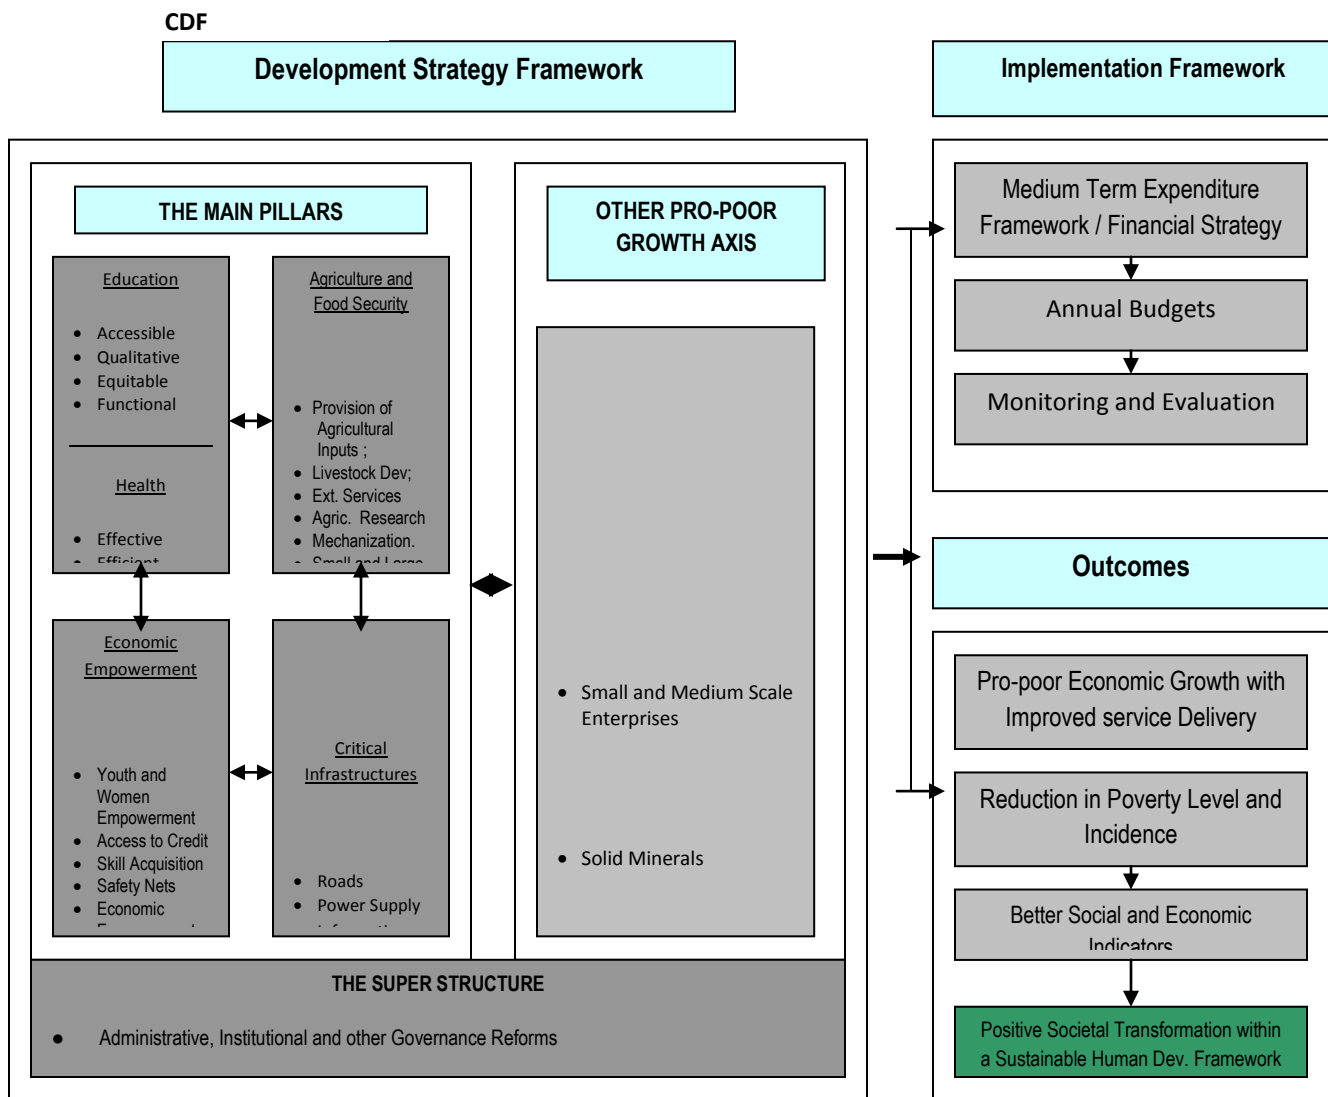 CDF
Development Strategy Framework
Implementation Framework
THE MAIN PILLARS
Education
• Accessible
• Qualitative
• Equitable
• Functional
Health
• Effective
• Efficient
Agriculture and
Food Security
• Provision of
Agricultural
Inputs ;
• Livestock Dev;
• Ext. Services
• Agric. Research
• Mechanization.
• Small and Large
Economic
Empowerment
• Youth and
Women
Empowerment
• Access to Credit
• Skill Acquisition
• Safety Nets
• Economic
Critical
Infrastructures
• Roads
• Power Supply
OTHER PRO-POOR
GROWTH AXIS
• Small and Medium Scale
Enterprises
• Solid Minerals
THE SUPER STRUCTURE
• Administrative, Institutional and other Governance Reforms
Medium Term Expenditure
Framework / Financial Strategy
Annual Budgets
Monitoring and Evaluation
Outcomes
Pro-poor Economic Growth with
Improved service Delivery
Reduction in Poverty Level and
Incidence
Better Social and Economic
Indicators
Positive Societal Transformation within
a Sustainable Human Dev. Framework